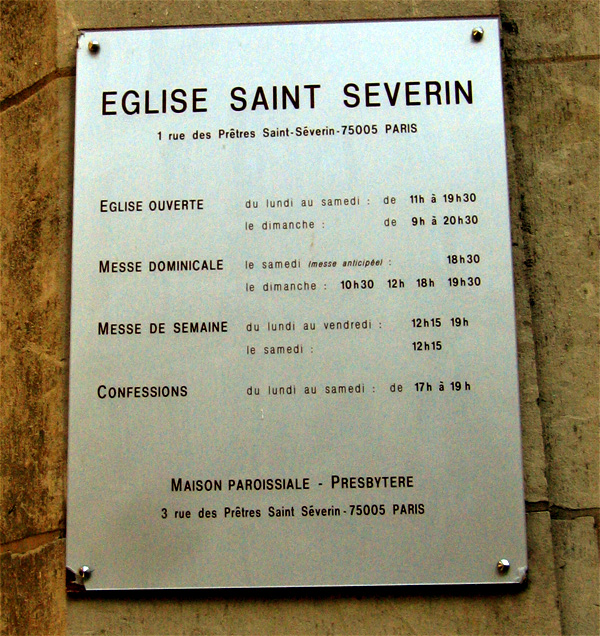 EGLISE SAINT SEVERIN
1 rue des Prêtres Saint-Séverin-75005 PARIS
EGLISE OUVERTE du lundi au samedi : de 11h à 19h30
le dimanche : de 9h à 20h30
MESSE DOMINICALE le samedi (messe anticipée) : 18h30
le dimanche : 10h30 12h 18h 19h30
MESSE DE SEMAINE du lundi au vendredi : 12h15 19h
le samedi : 12h15
CONFESSIONS du lundi au samedi : de 17h à 19h
MAISON PAROISSIALE - PRESBYTERE
3 rue des Prêtres Saint Séverin-75005 PARIS